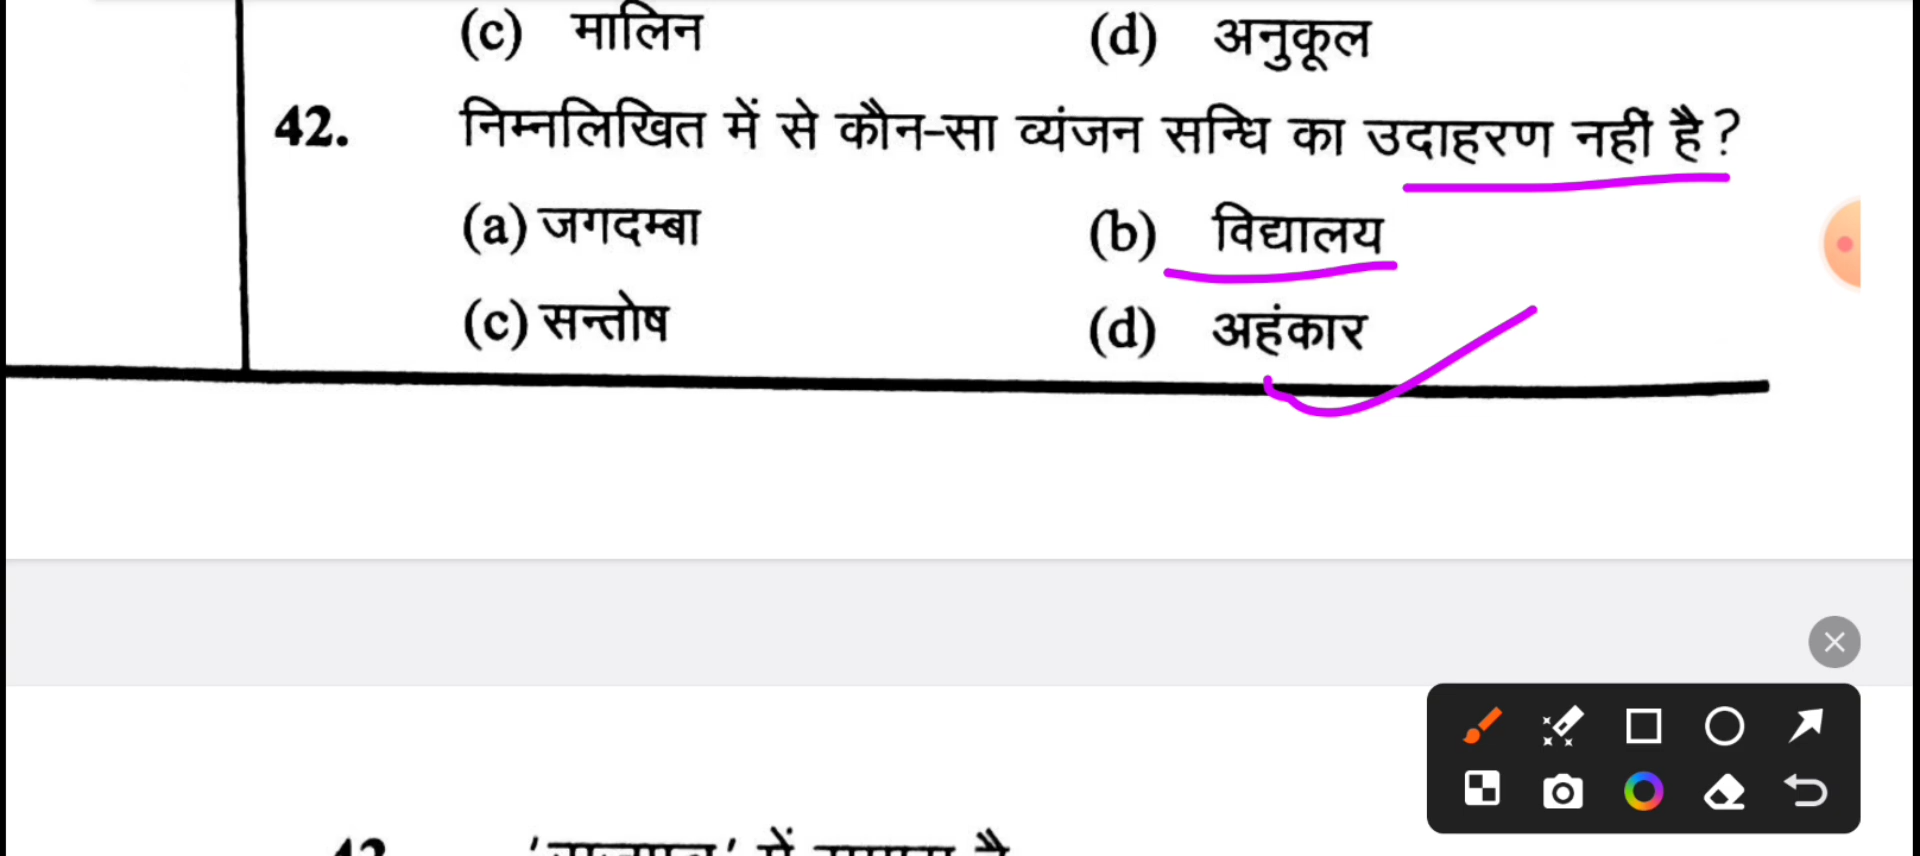 (c) मालिन (d) अनुकूल
42. निम्नलिखित में से कौन-सा व्यंजन सन्धि का उदाहरण नहीं है?
(a) जगदम्बा (b) विद्यालय
(c) सन्तोष (d) अहंकार
में है